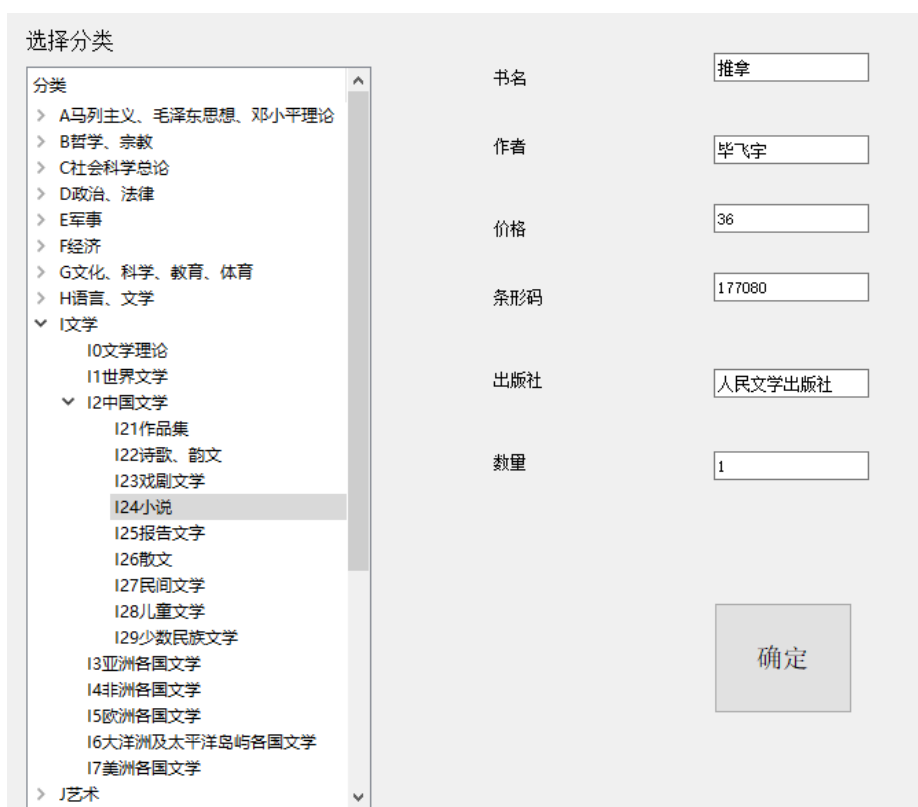 选择分类
分类
A马列主义、毛泽东思想、邓小平理论
B哲学、宗教
C社会科学总论
D政治、法律
E军事
F经济
G文化、科学、教育、体育
H语言、文学
I文学
I0文学理论
I1世界文学
I2中国文学
I21作品集
I22诗歌、韵文
I23戏剧文学
I24小说
I25报告文字
I26散文
I27民间文学
I28儿童文学
I29少数民族文学
I3亚洲各国文学
I4非洲各国文学
I5欧洲各国文学
I6大洋洲及太平洋岛屿各国文学
I7美洲各国文学
J艺术
书名 推拿
作者 毕飞宇
价格 36
条形码 177080
出版社 人民文学出版社
数量 1
确定